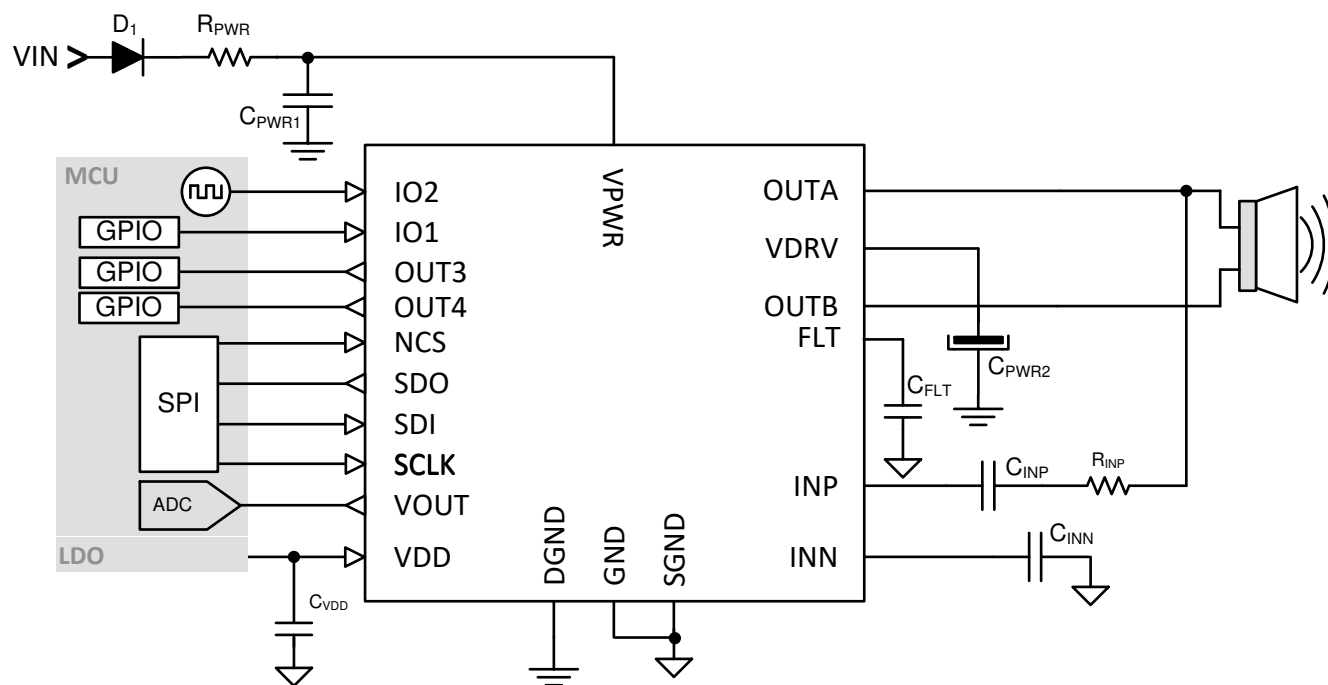 D1
RPWR
VIN
CPWR1
MCU
IO2
VPWR
OUTA
GPIO
IO1
VDRV
GPIO
OUT3
GPIO
OUT4
OUTB
NCS
FLT
CPWR2
SDO
CFLT
SPI
SDI
SCLK
CINP
RINP
INP
ADC
VOUT
LDO
VDD
DGND
GND
SGND
INN
CINN
CVDD